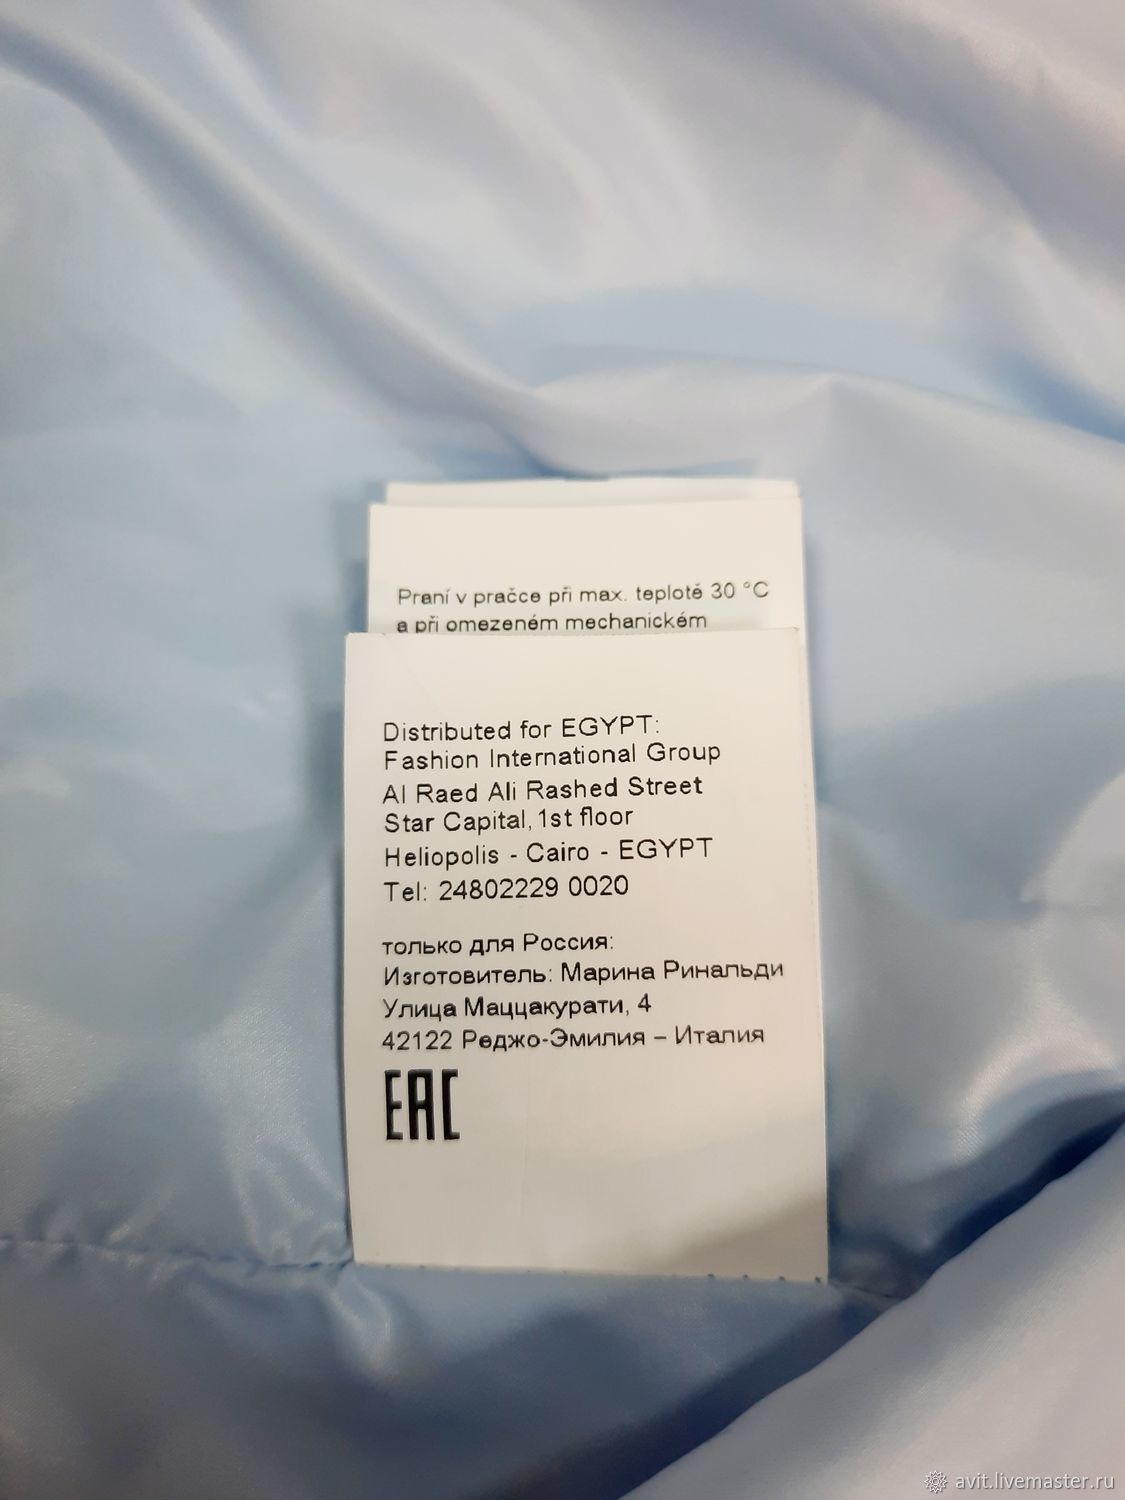 Praní v pračce při max. teplotě 30 °C
a při omezeném mechanickém
Distributed for EGYPT:
Fashion International Group
Al Raed Ali Rashed Street
Star Capital, 1st floor
Heliopolis - Cairo - EGYPT
Tel: 24802229 0020
только для Россия:
Изготовитель: Марина Ринальди
Улица Маццакурати, 4
42122 Реджо-Эмилия – Италия
EAC
avit.livemaster.ru